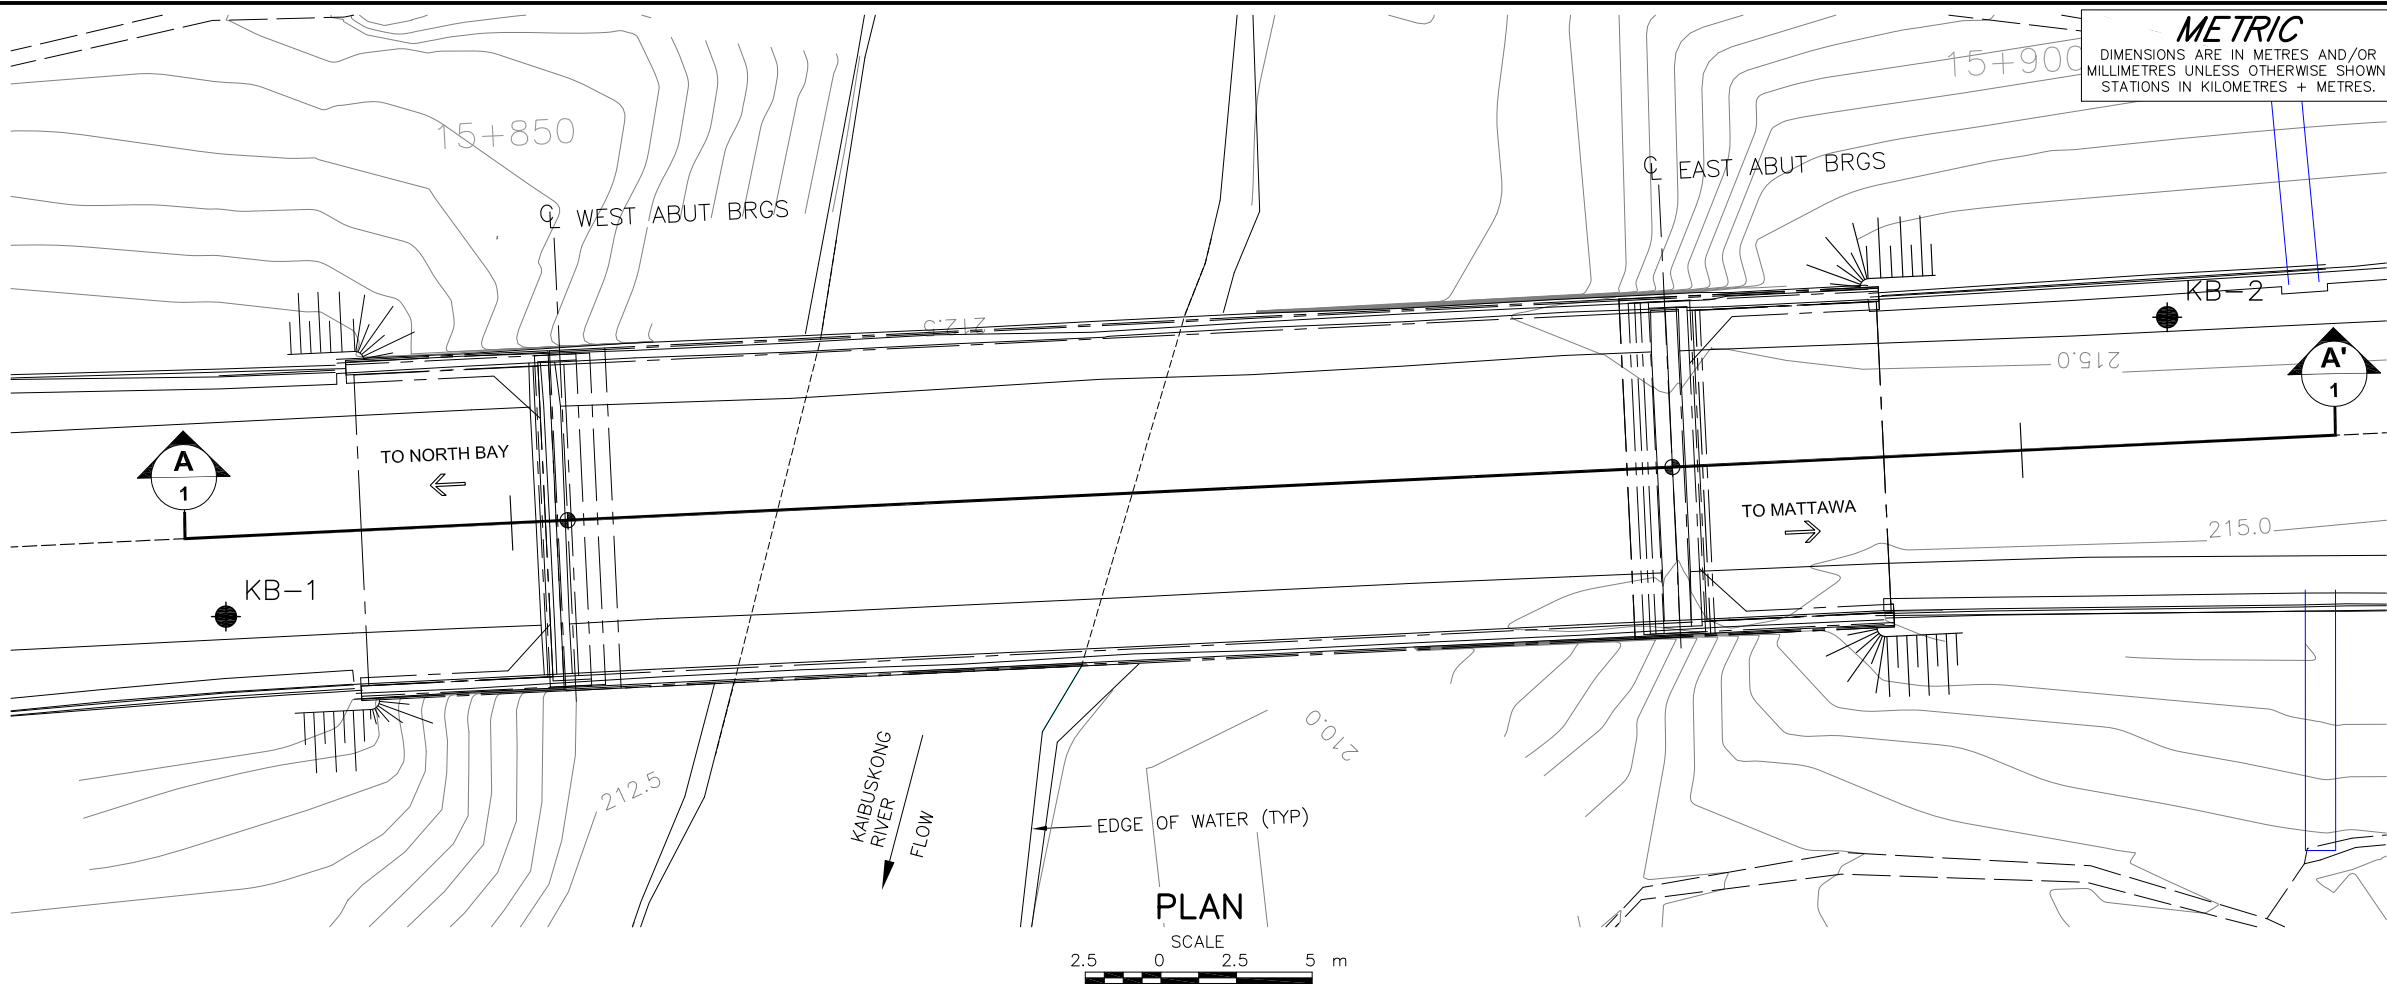 METRIC
DIMENSIONS ARE IN METRES AND/OR
MILLIMETRES UNLESS OTHERWISE SHOWN
STATIONS IN KILOMETRES + METRES.
15+900
15+850
℄ EAST ABUT BRGS
℄ WEST ABUT BRGS
KB-2
212.5
215.0
A'
1
TO NORTH BAY
A
1
TO MATTAWA
215.0
KB-1
210.0
212.5
KAIBUSKONG
RIVER
FLOW
EDGE OF WATER (TYP)
PLAN
SCALE
2.5 0 2.5 5 m